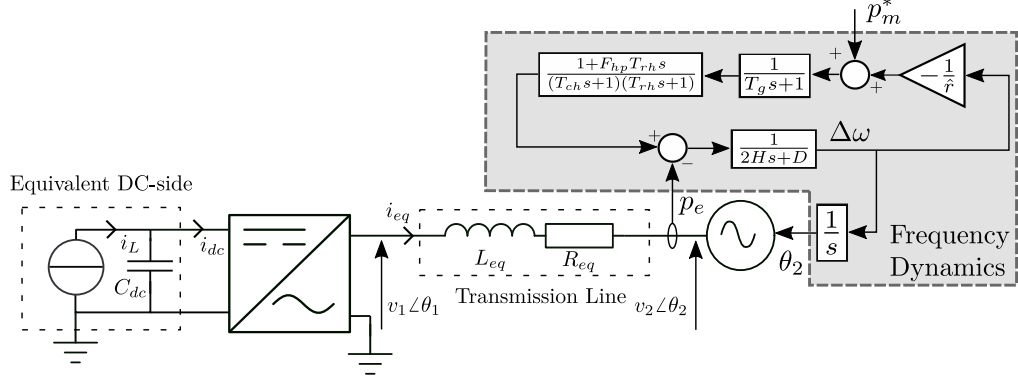 p*_m
1+F_{hp}T_{rh}s
(T_{ch}s+1)(T_{rh}s+1)
1
T_g s+1
+
+
−1/r̂
+
−
1
2Hs+D
Δω
Equivalent DC-side
i_L
i_{dc}
C_{dc}
i_{eq}
L_{eq}
R_{eq}
Transmission Line
v_1∠θ_1
v_2∠θ_2
p_e
θ_2
1
s
Frequency
Dynamics